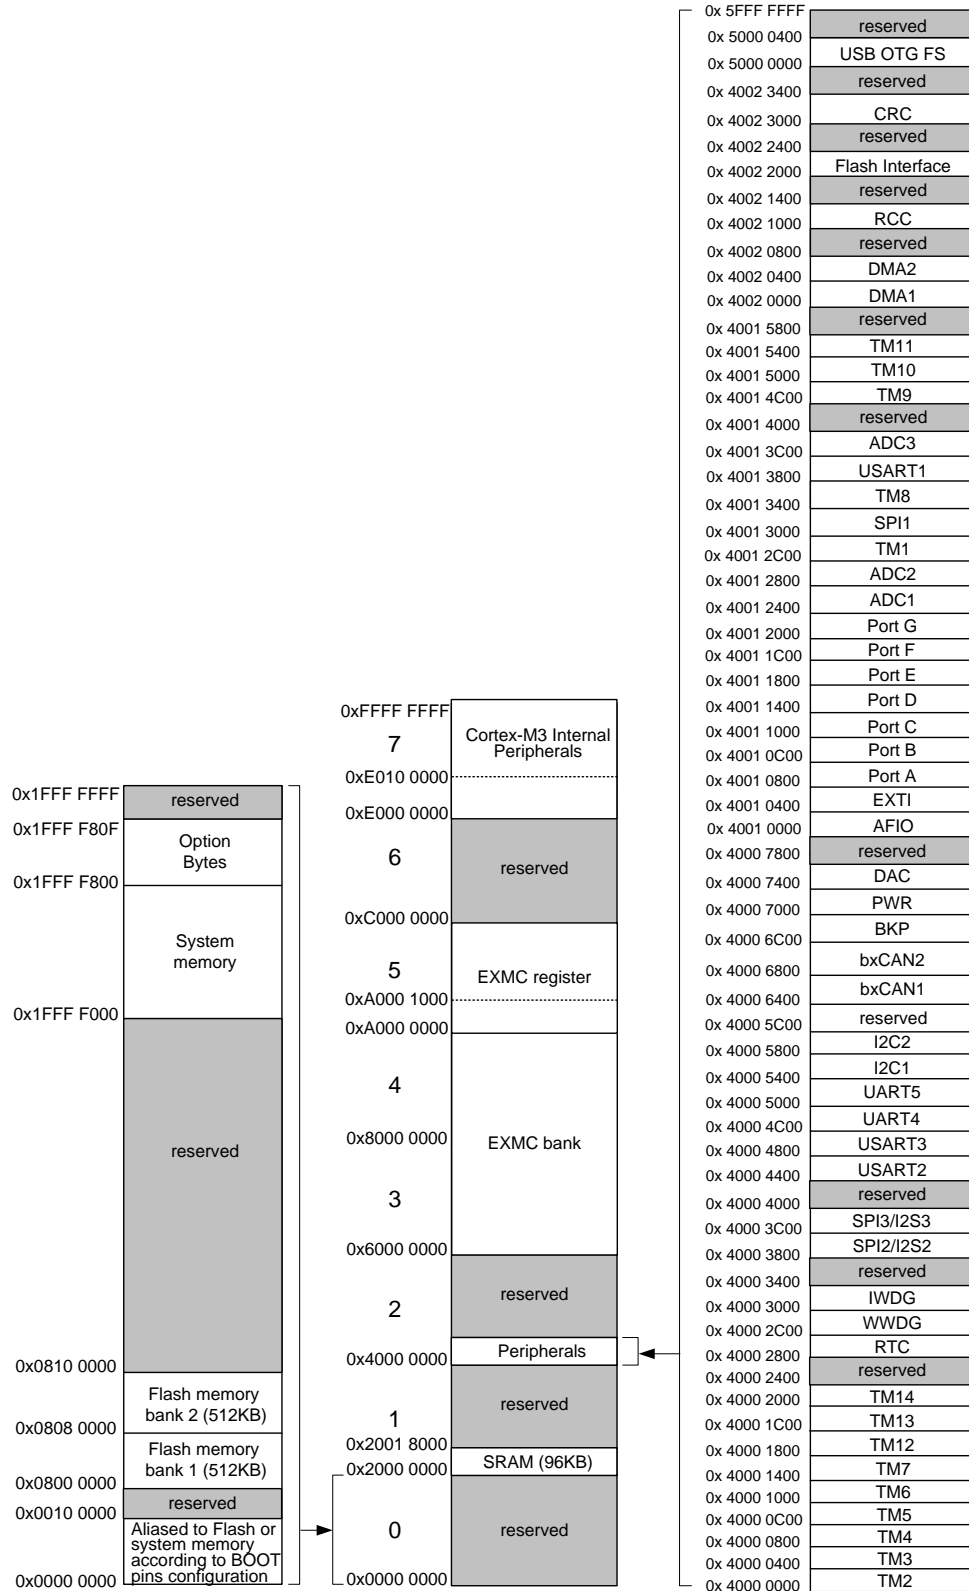 0x1FFF FFFF
reserved
0x1FFF F80F
Option
Bytes
0x1FFF F800
System
memory
0x1FFF F000
reserved
0x0810 0000
Flash memory
bank 2 (512KB)
0x0808 0000
Flash memory
bank 1 (512KB)
0x0800 0000
reserved
0x0010 0000
Aliased to Flash or
system memory
according to BOOT
pins configuration
0x0000 0000
0xFFFF FFFF
7
Cortex-M3 Internal
Peripherals
0xE010 0000
0xE000 0000
6
reserved
0xC000 0000
5
EXMC register
0xA000 1000
0xA000 0000
4
0x8000 0000
EXMC bank
3
0x6000 0000
reserved
2
Peripherals
0x4000 0000
1
reserved
0x2001 8000
SRAM (96KB)
0x2000 0000
0
reserved
0x0000 0000
0x 5FFF FFFF
reserved
0x 5000 0400
USB OTG FS
0x 5000 0000
reserved
0x 4002 3400
CRC
0x 4002 3000
reserved
0x 4002 2400
Flash Interface
0x 4002 2000
reserved
0x 4002 1400
RCC
0x 4002 1000
reserved
0x 4002 0800
DMA2
0x 4002 0400
DMA1
0x 4002 0000
reserved
0x 4001 5800
TM11
0x 4001 5400
TM10
0x 4001 5000
TM9
0x 4001 4C00
reserved
0x 4001 4000
ADC3
0x 4001 3C00
USART1
0x 4001 3800
TM8
0x 4001 3400
SPI1
0x 4001 3000
TM1
0x 4001 2C00
ADC2
0x 4001 2800
ADC1
0x 4001 2400
Port G
0x 4001 2000
Port F
0x 4001 1C00
Port E
0x 4001 1800
Port D
0x 4001 1400
Port C
0x 4001 1000
Port B
0x 4001 0C00
Port A
0x 4001 0800
EXTI
0x 4001 0400
AFIO
0x 4001 0000
reserved
0x 4000 7800
DAC
0x 4000 7400
PWR
0x 4000 7000
BKP
0x 4000 6C00
bxCAN2
0x 4000 6800
bxCAN1
0x 4000 6400
reserved
0x 4000 5C00
I2C2
0x 4000 5800
I2C1
0x 4000 5400
UART5
0x 4000 5000
UART4
0x 4000 4C00
USART3
0x 4000 4800
USART2
0x 4000 4400
reserved
0x 4000 4000
SPI3/I2S3
0x 4000 3C00
SPI2/I2S2
0x 4000 3800
reserved
0x 4000 3400
IWDG
0x 4000 3000
WWDG
0x 4000 2C00
RTC
0x 4000 2800
reserved
0x 4000 2400
TM14
0x 4000 2000
TM13
0x 4000 1C00
TM12
0x 4000 1800
TM7
0x 4000 1400
TM6
0x 4000 1000
TM5
0x 4000 0C00
TM4
0x 4000 0800
TM3
0x 4000 0400
TM2
0x 4000 0000